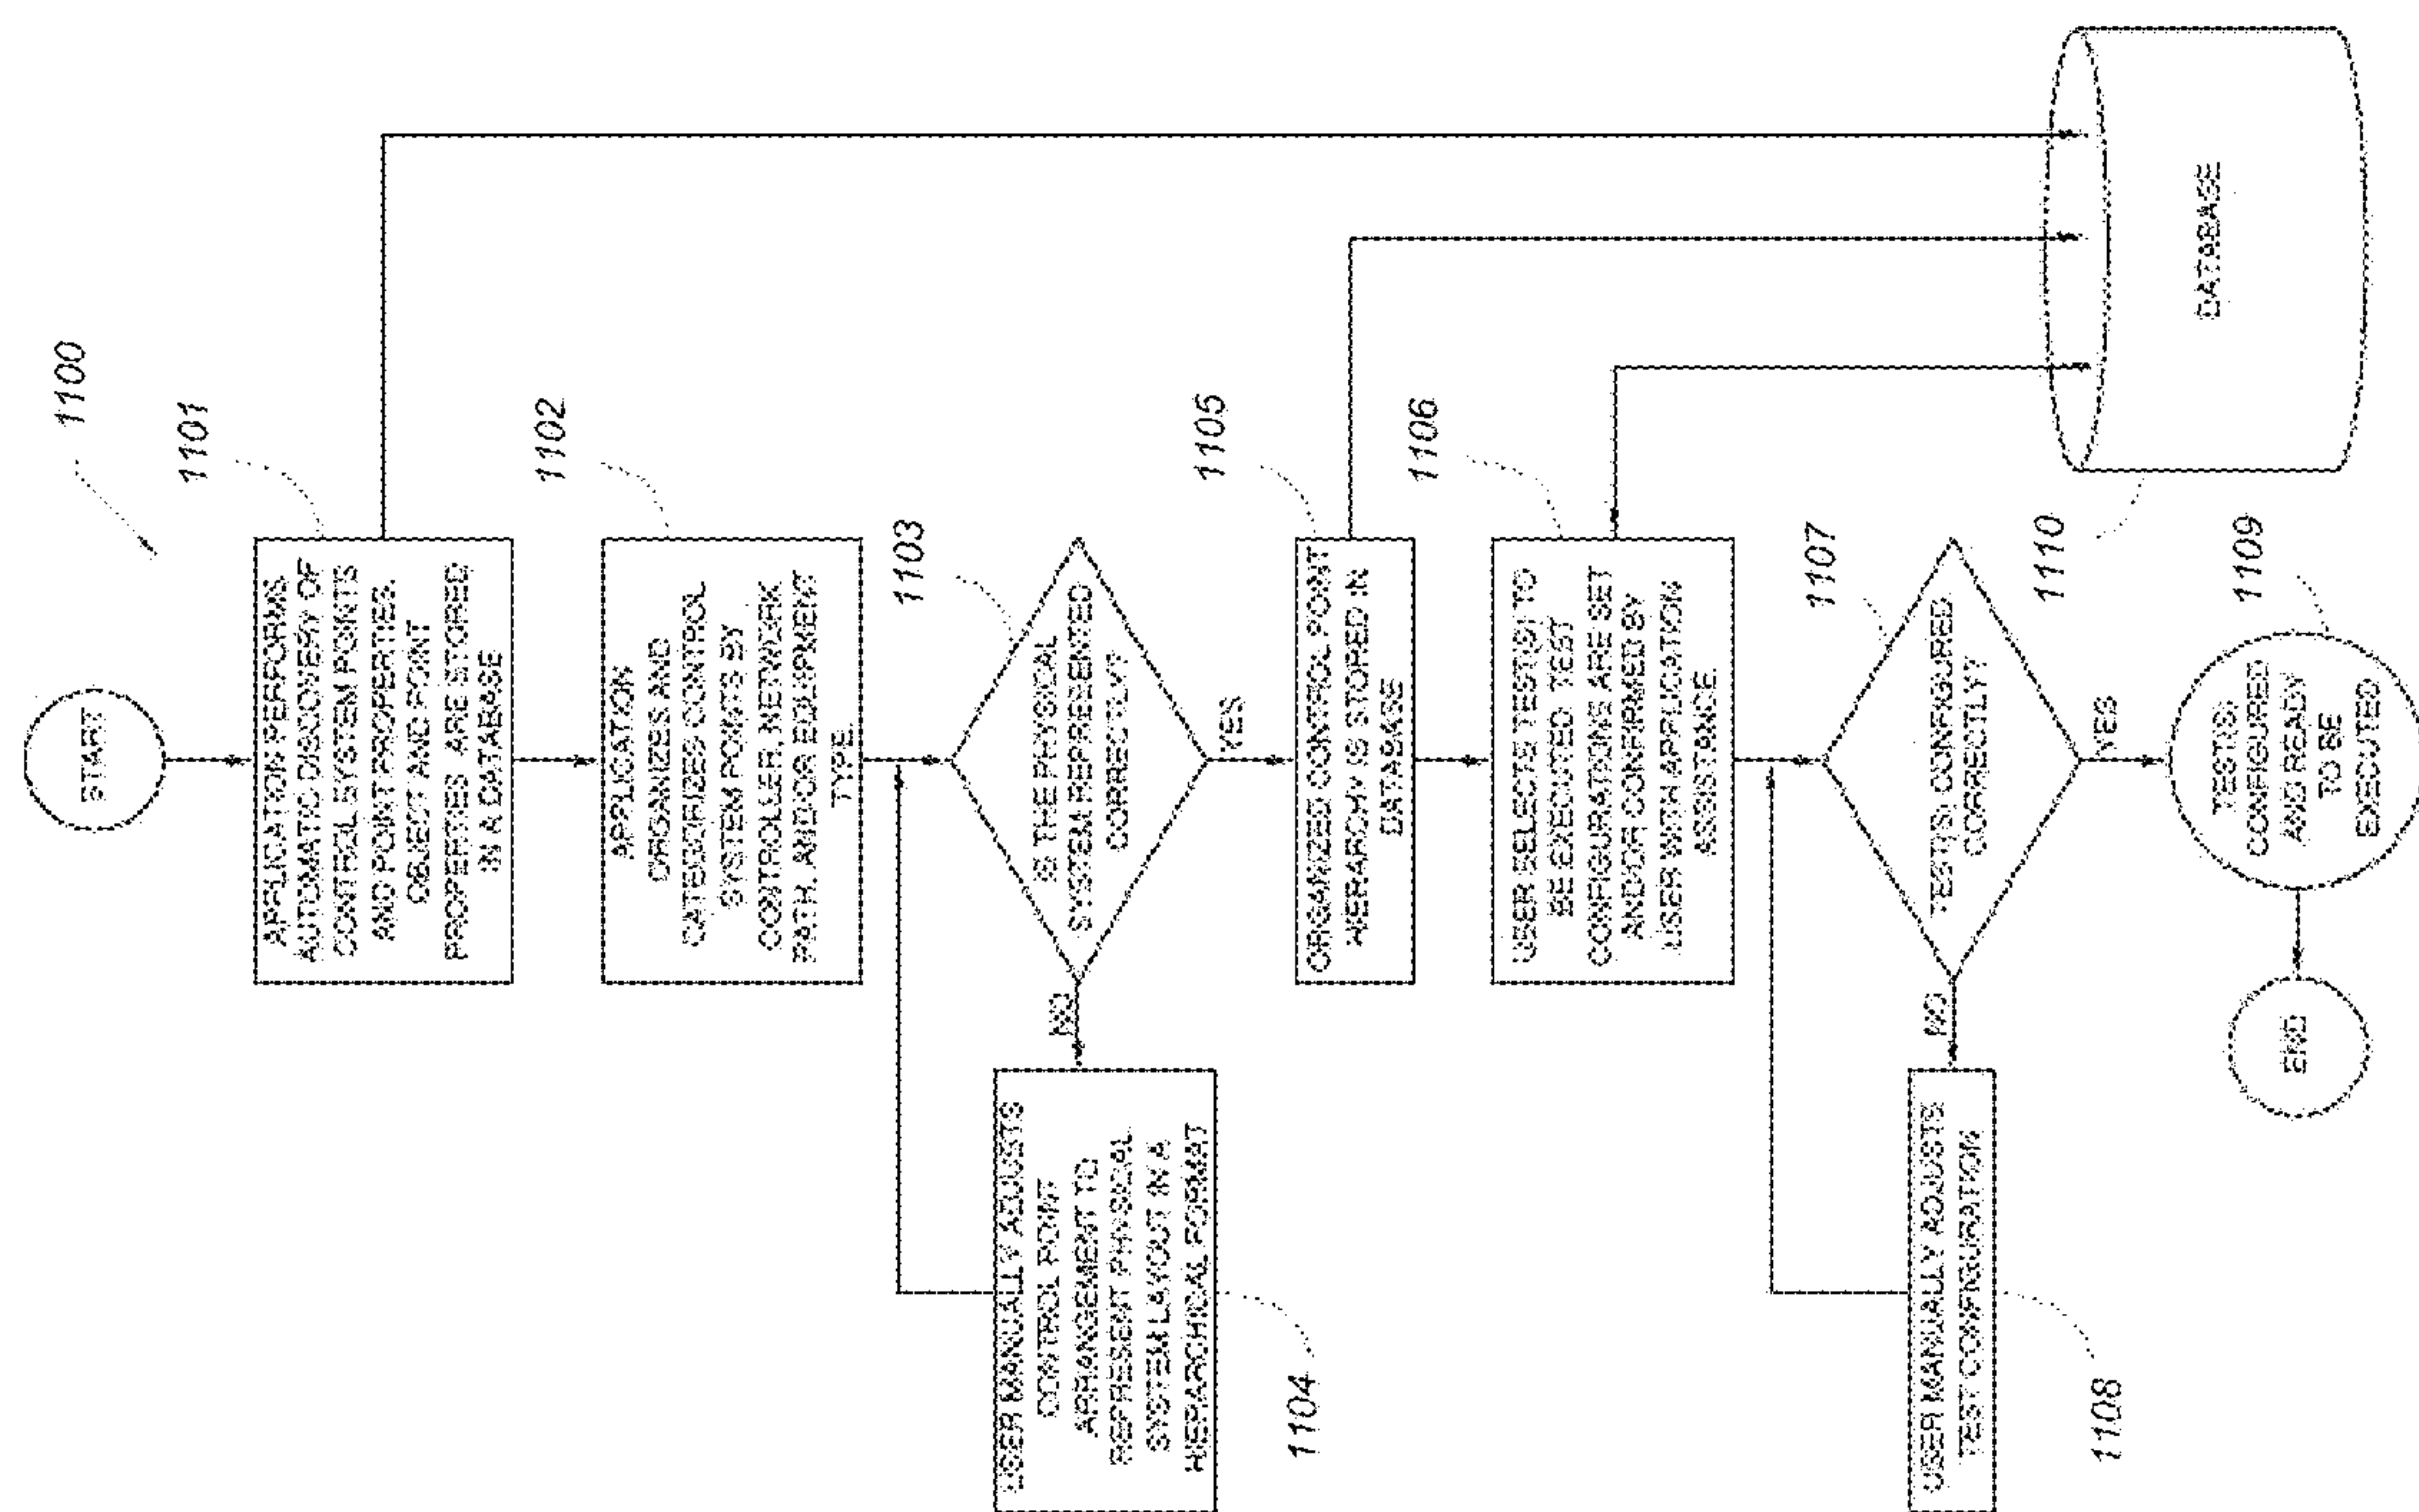 1100
START
1101
APPLICATION PERFORMS
AUTOMATIC DISCOVERY OF
CONTROL SYSTEM POINTS
AND POINT PROPERTIES.
OBJECT AND POINT
PROPERTIES ARE STORED
IN A DATABASE
1102
APPLICATION
ORGANIZES AND
CATEGORIZES CONTROL
SYSTEM POINTS BY
CONTROLLER, NETWORK
PATH, AND/OR EQUIPMENT
TYPE.
1103
IS THE PHYSICAL
SYSTEM REPRESENTED
CORRECTLY?
NO
YES
USER MANUALLY ADJUSTS
CONTROL POINT
ARRANGEMENT TO
REPRESENT PHYSICAL
SYSTEM LAYOUT IN A
HIERARCHICAL FORMAT
1104
1105
ORGANIZED CONTROL POINT
HIERARCHY IS STORED IN
DATABASE
1106
USER SELECTS TEST(S) TO
BE EXECUTED. TEST
CONFIGURATIONS ARE SET
AND/OR CONFIRMED BY
USER WITH APPLICATION
ASSISTANCE.
1107
TEST(S) CONFIGURED
CORRECTLY?
NO
YES
USER MANUALLY ADJUSTS
TEST CONFIGURATION
1108
1110
DATABASE
1109
TEST(S)
CONFIGURED
AND READY
TO BE
EXECUTED
END